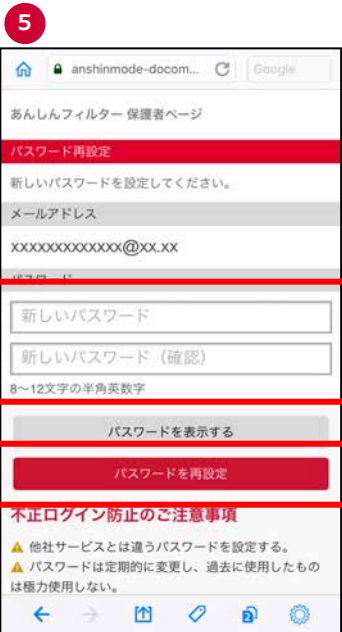 5
anshinmode-docom...
Google
あんしんフィルター 保護者ページ
パスワード再設定
新しいパスワードを設定してください。
メールアドレス
xxxxxxxxxxxxx@xx.xx
パスワード
新しいパスワード
新しいパスワード（確認）
8～12文字の半角英数字
パスワードを表示する
パスワードを再設定
不正ログイン防止のご注意事項
他社サービスとは違うパスワードを設定する。
パスワードは定期的に変更し、過去に使用したもの
は極力使用しない。
2